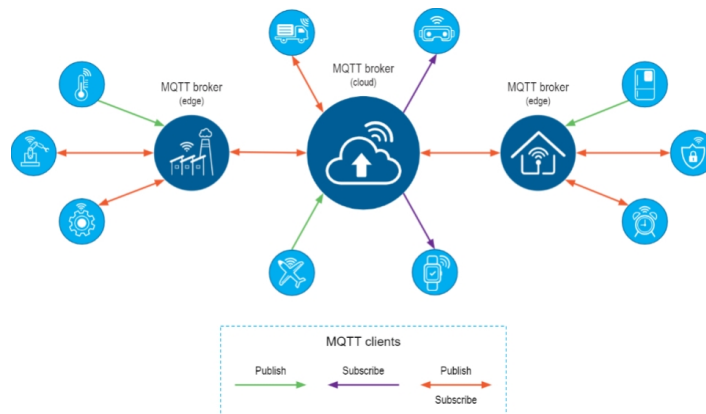 MQTT broker
(cloud)
MQTT broker
(edge)
MQTT broker
(edge)
MQTT clients
Publish
Subscribe
Publish
Subscribe